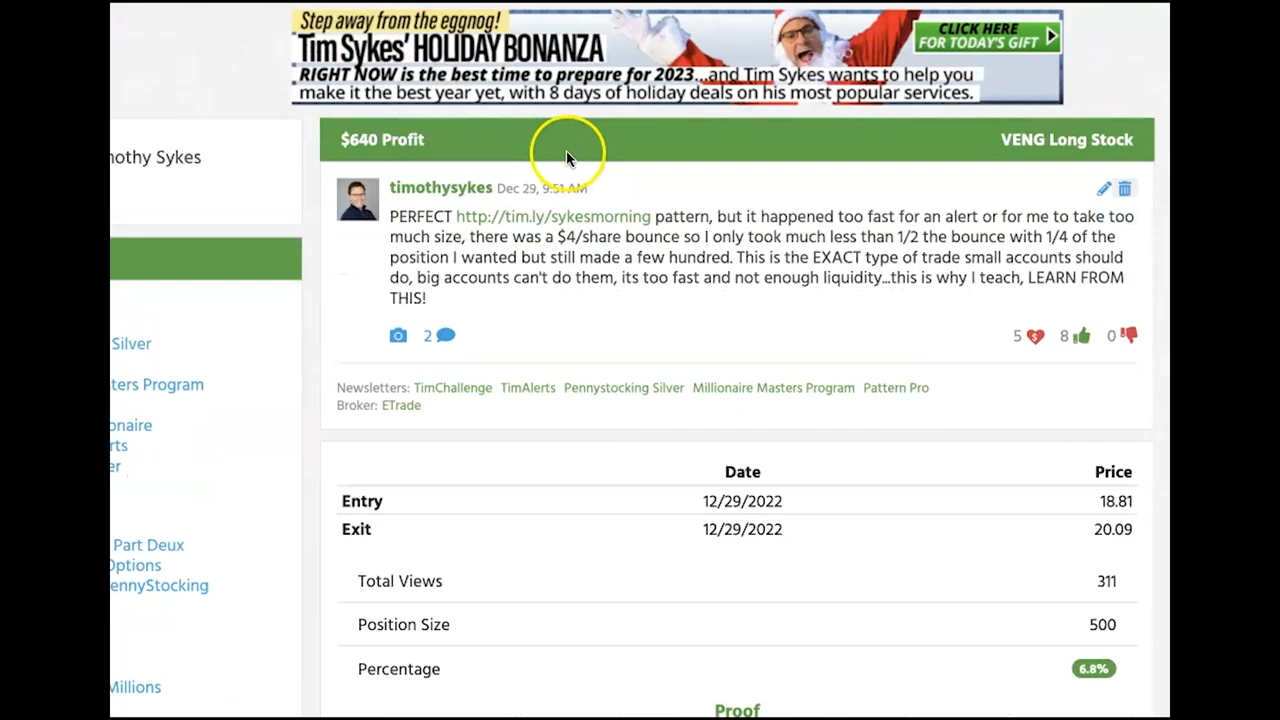 Step away from the eggnog!
Tim Sykes' HOLIDAY BONANZA
CLICK HERE
FOR TODAY'S GIFT
RIGHT NOW is the best time to prepare for 2023...and Tim Sykes wants to help you
make it the best year yet, with 8 days of holiday deals on his most popular services.
mothy Sykes
Silver
ters Program
onaire
rts
er
Part Deux
Options
ennyStocking
Millions
$640 Profit VENG Long Stock
timothysykes Dec 29, 9:51 AM
PERFECT http://tim.ly/sykesmorning pattern, but it happened too fast for an alert or for me to take too
much size, there was a $4/share bounce so I only took much less than 1/2 the bounce with 1/4 of the
position I wanted but still made a few hundred. This is the EXACT type of trade small accounts should
do, big accounts can't do them, its too fast and not enough liquidity...this is why I teach, LEARN FROM
THIS!
2 5 8 0
Newsletters: TimChallenge TimAlerts Pennystocking Silver Millionaire Masters Program Pattern Pro
Broker: ETrade
Date Price
Entry 12/29/2022 18.81
Exit 12/29/2022 20.09
Total Views 311
Position Size 500
Percentage 6.8%
Proof